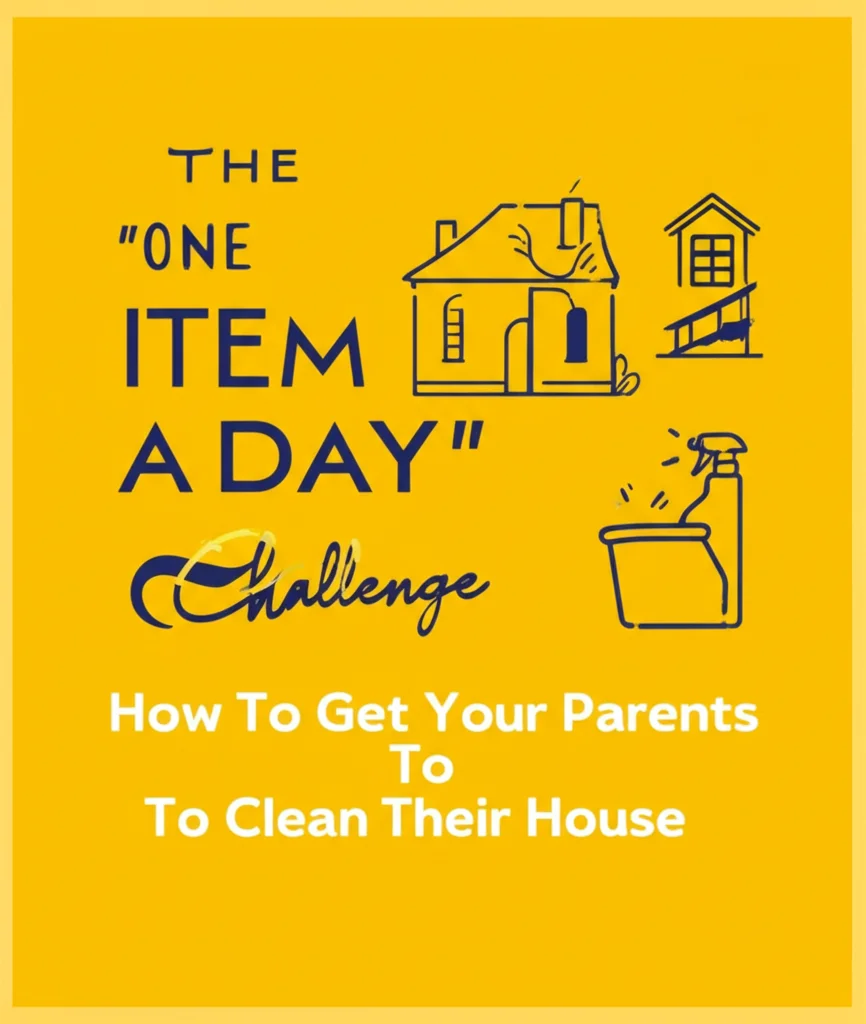 THE
"ONE
ITEM
A DAY"
Challenge
How To Get Your Parents
To
To Clean Their House